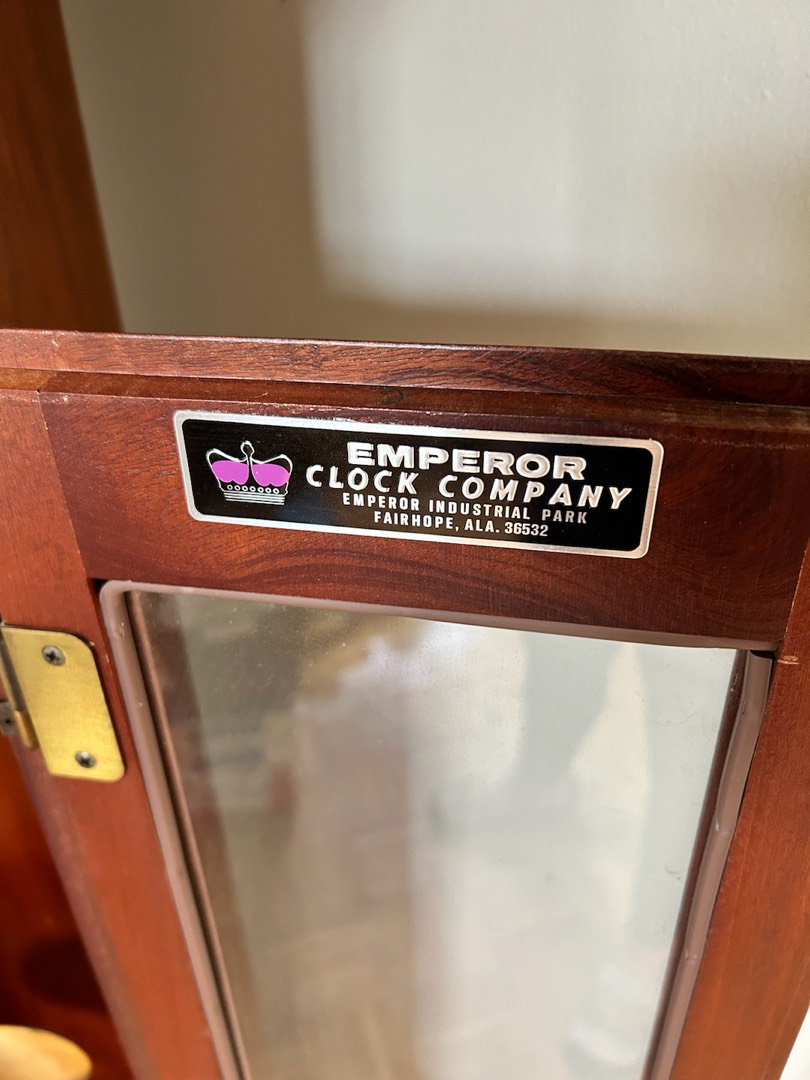 EMPEROR
CLOCK COMPANY
EMPEROR INDUSTRIAL PARK
FAIRHOPE, ALA. 36532